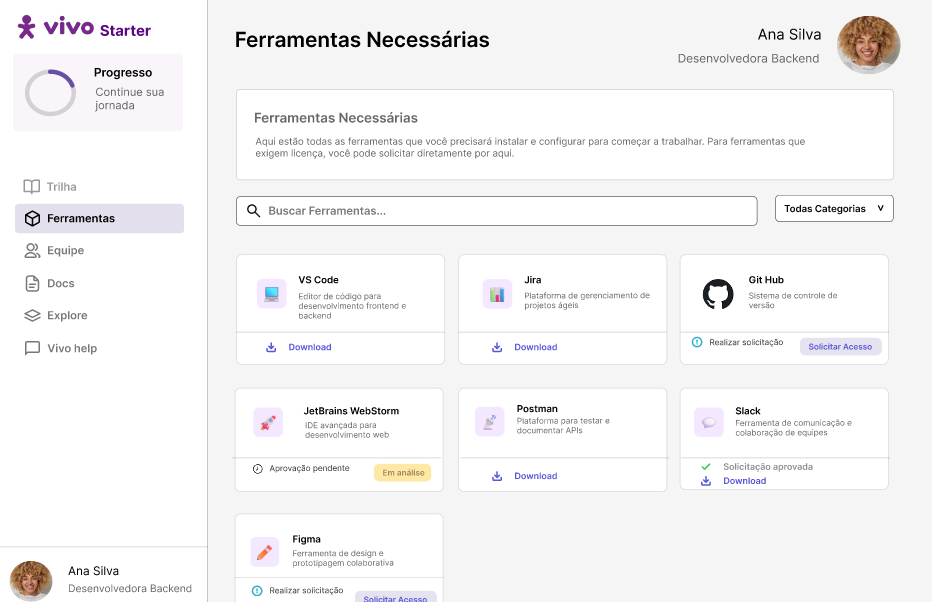 vivo Starter
Progresso
Continue sua
jornada
Trilha
Ferramentas
Equipe
Docs
Explore
Vivo help
Ana Silva
Desenvolvedora Backend
Ferramentas Necessárias
Ana Silva
Desenvolvedora Backend
Ferramentas Necessárias
Aqui estão todas as ferramentas que você precisará instalar e configurar para começar a trabalhar. Para ferramentas que
exigem licença, você pode solicitar diretamente por aqui.
Buscar Ferramentas...
Todas Categorias
VS Code
Editor de código para
desenvolvimento frontend e
backend
Download
Jira
Plataforma de gerenciamento de
projetos ágeis
Download
Git Hub
Sistema de controle de
versão
Realizar solicitação
Solicitar Acesso
JetBrains WebStorm
IDE avançada para
desenvolvimento web
Aprovação pendente
Em análise
Postman
Plataforma para testar e
documentar APIs
Download
Slack
Ferramenta de comunicação e
colaboração de equipes
Solicitação aprovada
Download
Figma
Ferramenta de design e
prototipagem colaborativa
Realizar solicitação
Solicitar Acesso